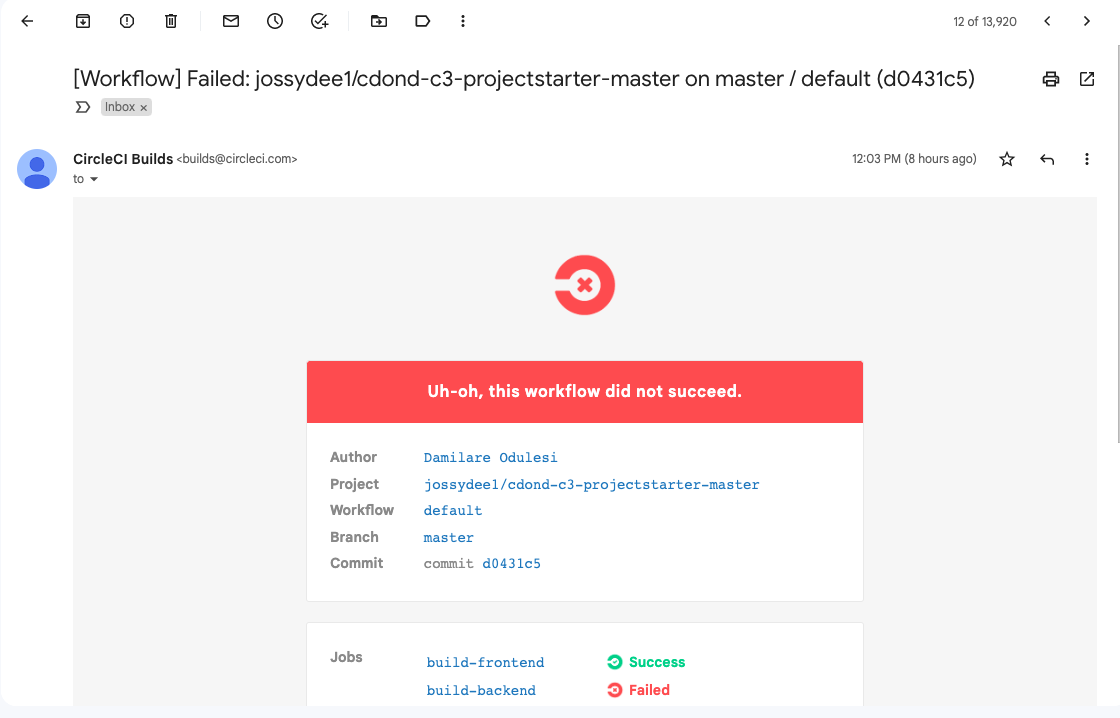 12 of 13,920
[Workflow] Failed: jossydee1/cdond-c3-projectstarter-master on master / default (d0431c5)
Inbox ×
CircleCI Builds <builds@circleci.com>
12:03 PM (8 hours ago)
to
Uh-oh, this workflow did not succeed.
Author Damilare Odulesi
Project jossydee1/cdond-c3-projectstarter-master
Workflow default
Branch master
Commit commit d0431c5
Jobs build-frontend Success
build-backend Failed